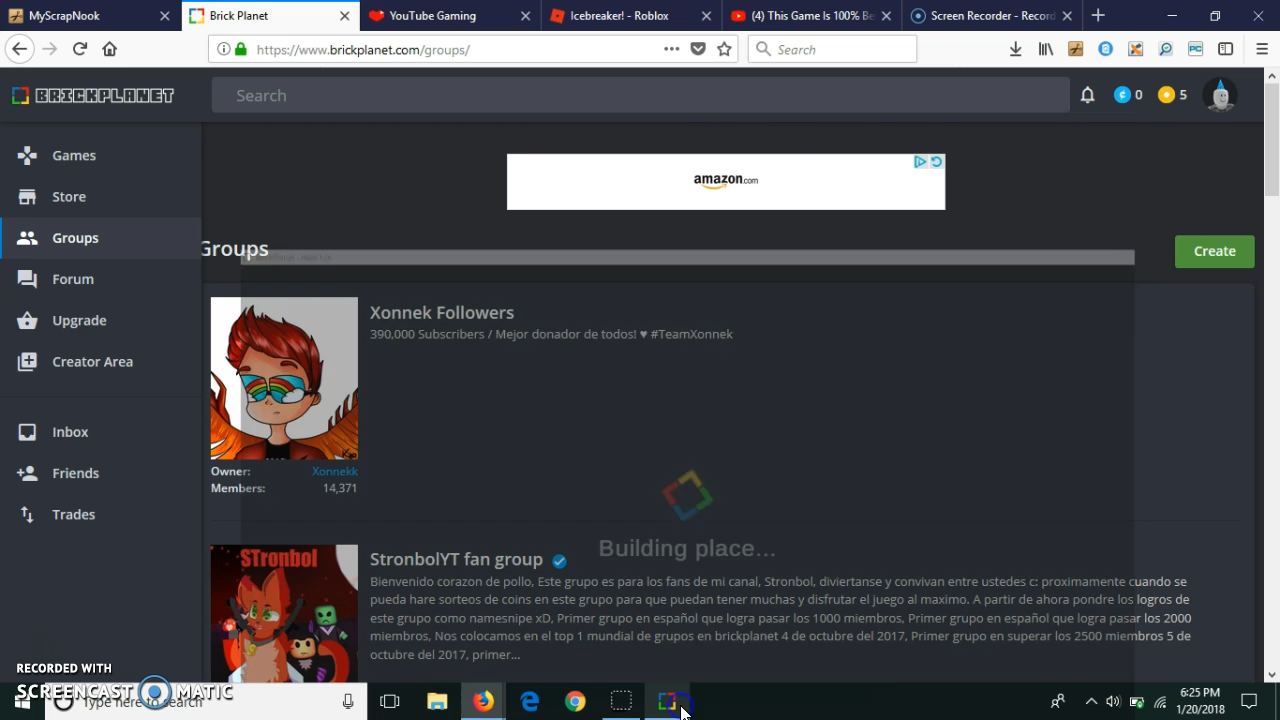 MyScrapNook
Brick Planet
YouTube Gaming
Icebreaker! - Roblox
(4) This Game Is 100% Be
Screen Recorder - Record
https://www.brickplanet.com/groups/
Search
BRICKPLANET
Search
0
5
Games
Store
Groups
Forum
Upgrade
Creator Area
Inbox
Friends
Trades
amazon.com
Groups
Create
Xonnek Followers
390,000 Subscribers / Mejor donador de todos! ♥ #TeamXonnek
Owner: Xonnekk
Members: 14,371
Building place...
STronbol
StronbolYT fan group
Bienvenido corazon de pollo, Este grupo es para los fans de mi canal, Stronbol, diviertanse y convivan entre ustedes c: proximamente cuando se
pueda hare sorteos de coins en este grupo para que puedan tener muchas y disfrutar el juego al maximo. A partir de ahora pondre los logros de
este grupo como namesnipe xD, Primer grupo en español que logra pasar los 1000 miembros, Primer grupo en español que logra pasar los 2000
miembros, Nos colocamos en el top 1 mundial de grupos en brickplanet 4 de octubre del 2017, Primer grupo en superar los 2500 miembros 5 de
octubre del 2017, primer...
RECORDED WITH
SCREENCAST MATIC
Type here to search
PC
6:25 PM
1/20/2018